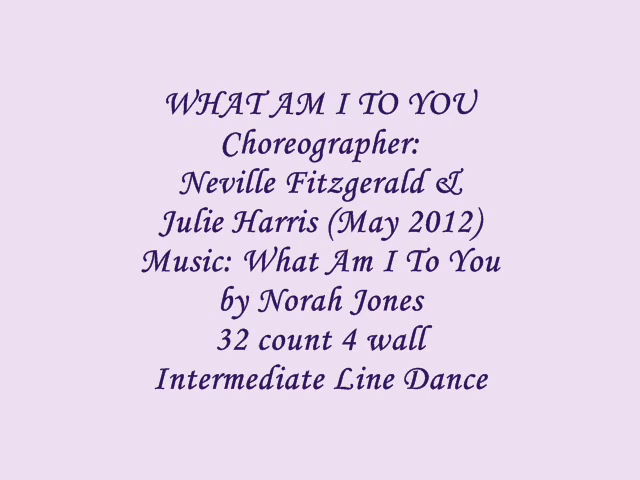 WHAT AM I TO YOU
Choreographer:
Neville Fitzgerald &
Julie Harris (May 2012)
Music: What Am I To You
by Norah Jones
32 count 4 wall
Intermediate Line Dance